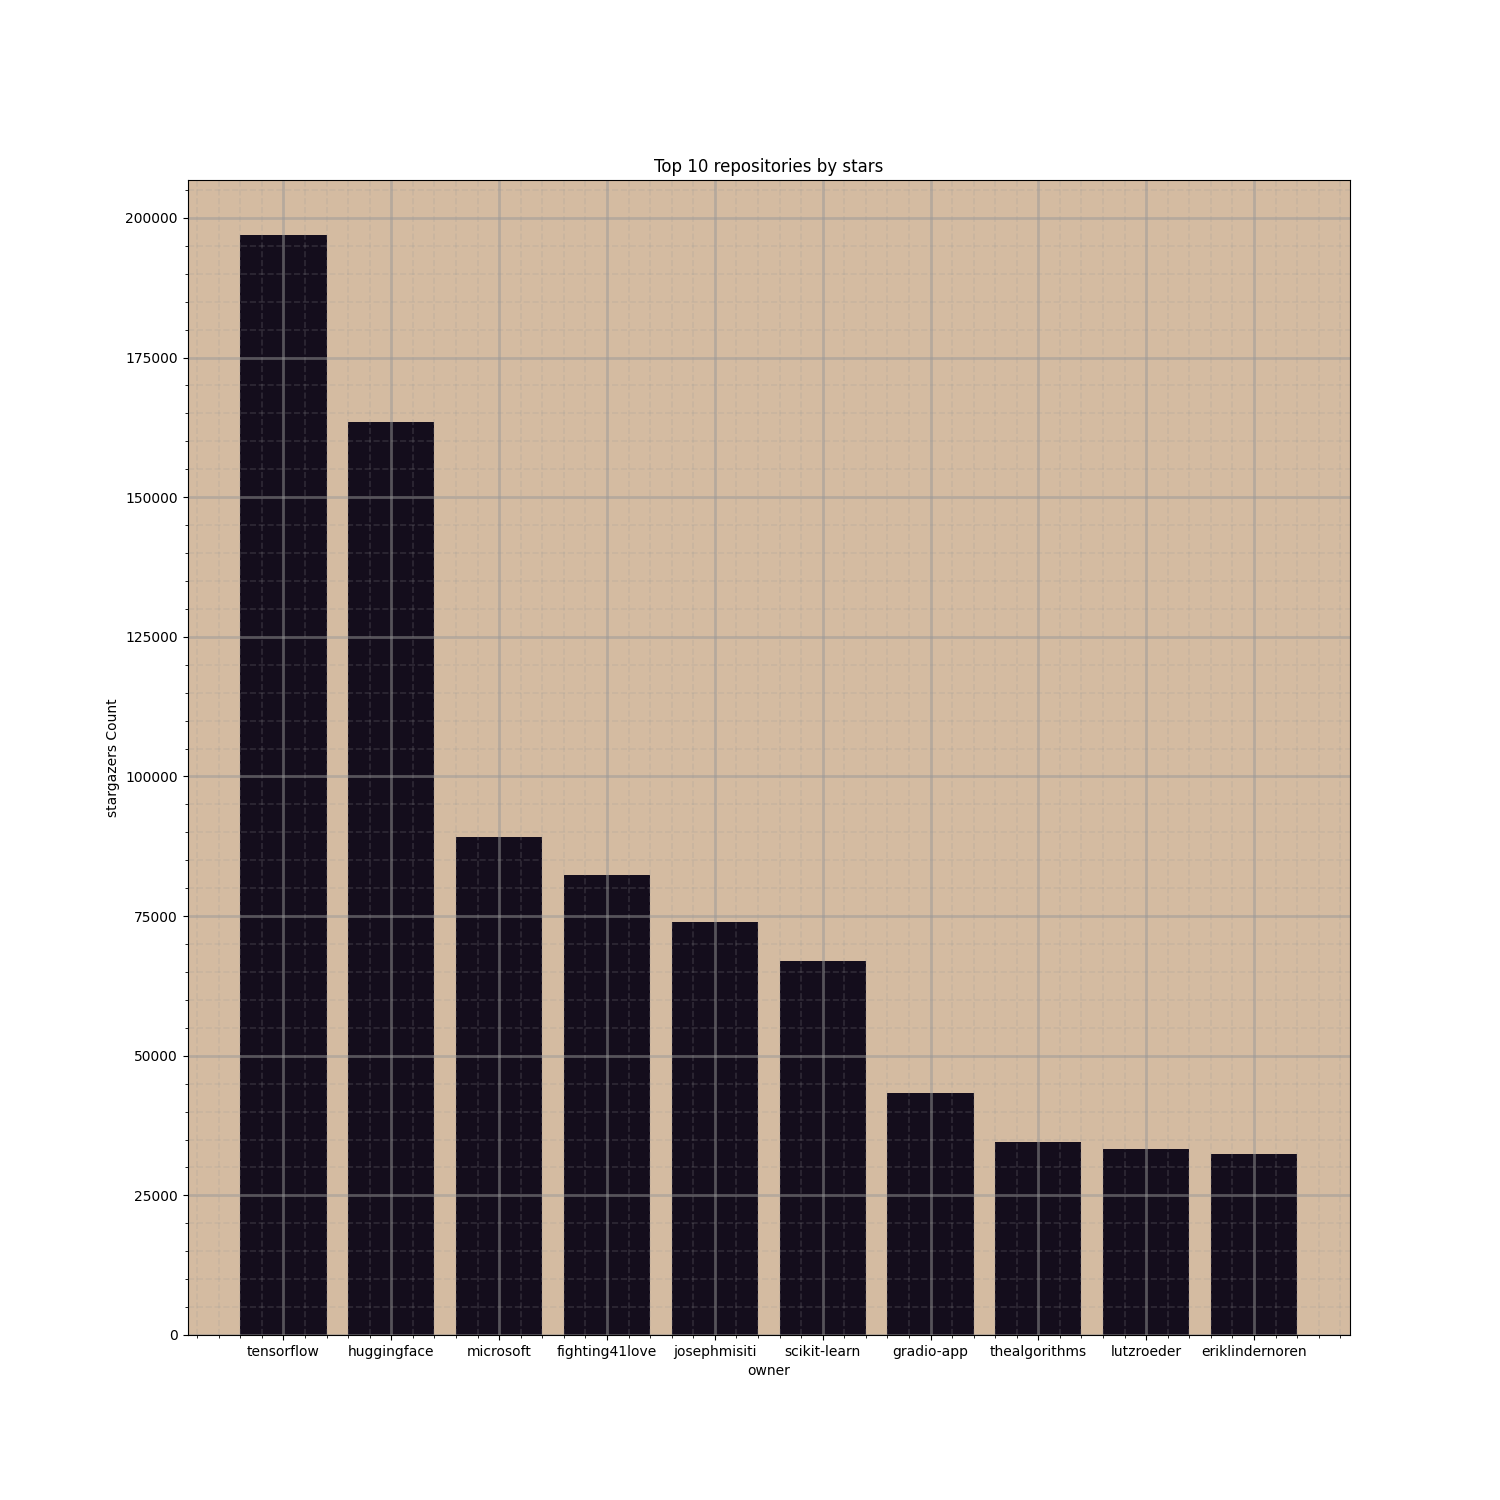 Top 10 repositories by stars
200000
175000
150000
125000
100000
75000
50000
25000
0
stargazers Count
tensorflow huggingface microsoft fighting41love josephmisiti scikit-learn gradio-app thealgorithms lutzroeder eriklindernoren
owner